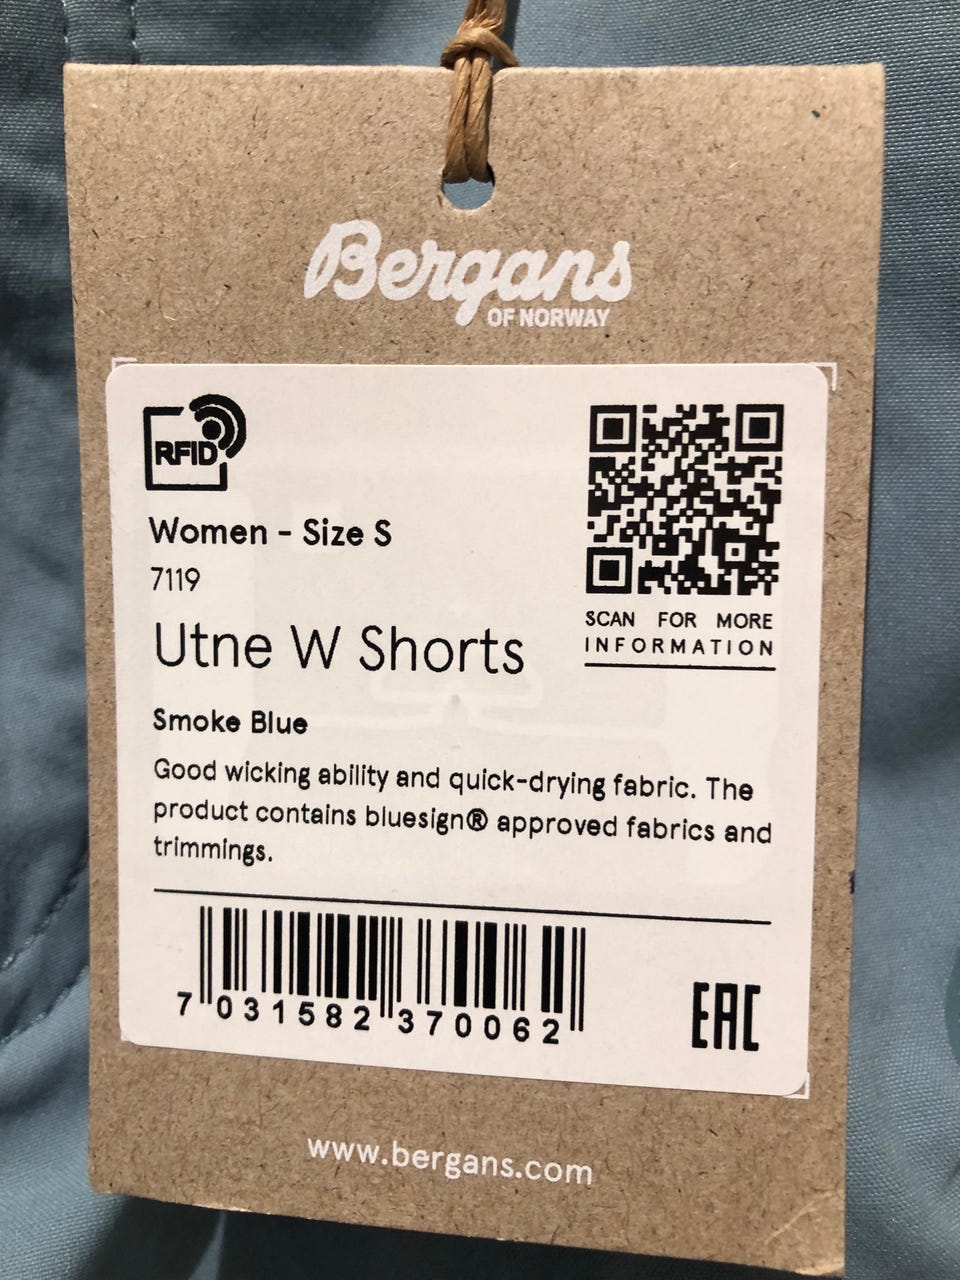 Bergans
OF NORWAY
RFID
Women - Size S
7119
Utne W Shorts
SCAN FOR MORE
INFORMATION
Smoke Blue
Good wicking ability and quick-drying fabric. The
product contains bluesign® approved fabrics and
trimmings.
7 031582 370062
EAC
www.bergans.com